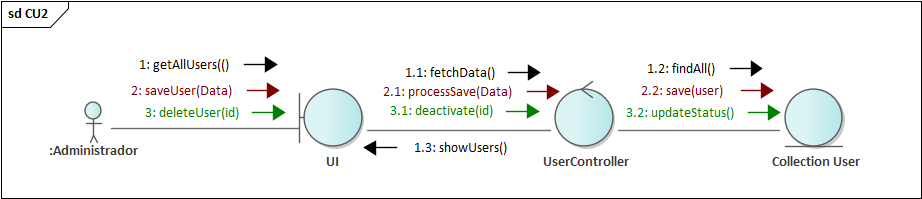 sd CU2
1: getAllUsers(()
2: saveUser(Data)
3: deleteUser(id)
1.1: fetchData()
2.1: processSave(Data)
3.1: deactivate(id)
1.2: findAll()
2.2: save(user)
3.2: updateStatus()
1.3: showUsers()
:Administrador
UI
UserController
Collection User